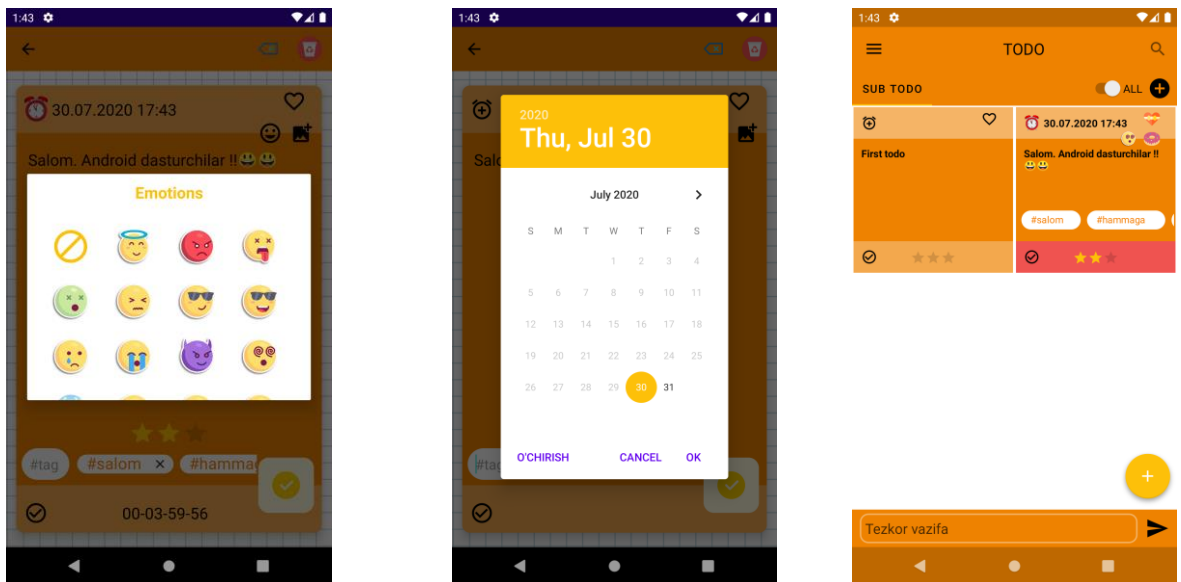 1:43
30.07.2020 17:43
Salom. Android dasturchilar !!😃😃
Emotions
#tag #salom × #hammag
00-03-59-56
1:43
2020
Thu, Jul 30
Salo
July 2020
S M T W T F S
1 2 3 4
5 6 7 8 9 10 11
12 13 14 15 16 17 18
19 20 21 22 23 24 25
26 27 28 29 30 31
#tag
O'CHIRISH CANCEL OK
1:43
TODO
SUB TODO ALL
30.07.2020 17:43
First todo
Salom. Android dasturchilar !!
😃😃
#salom #hammaga
Tezkor vazifa